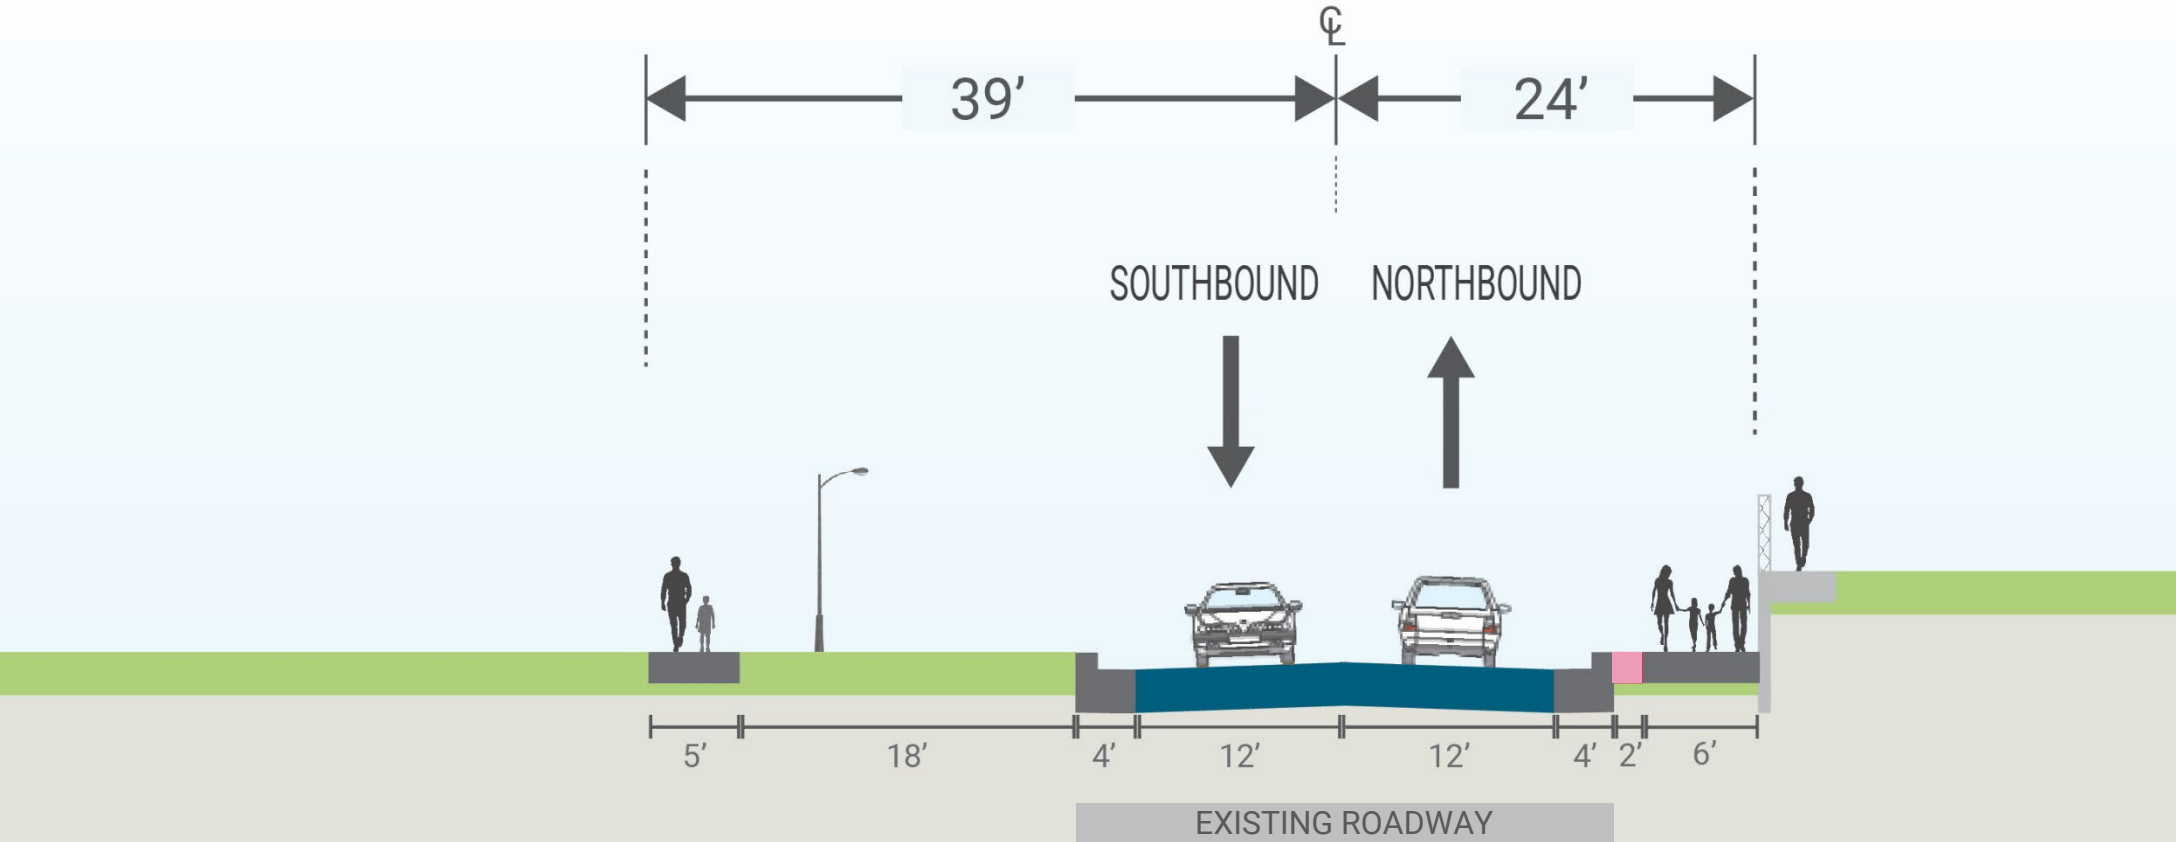 ℄
39’ 24’
SOUTHBOUND NORTHBOUND
5’ 18’ 4’ 12’ 12’ 4’ 2’ 6’
EXISTING ROADWAY